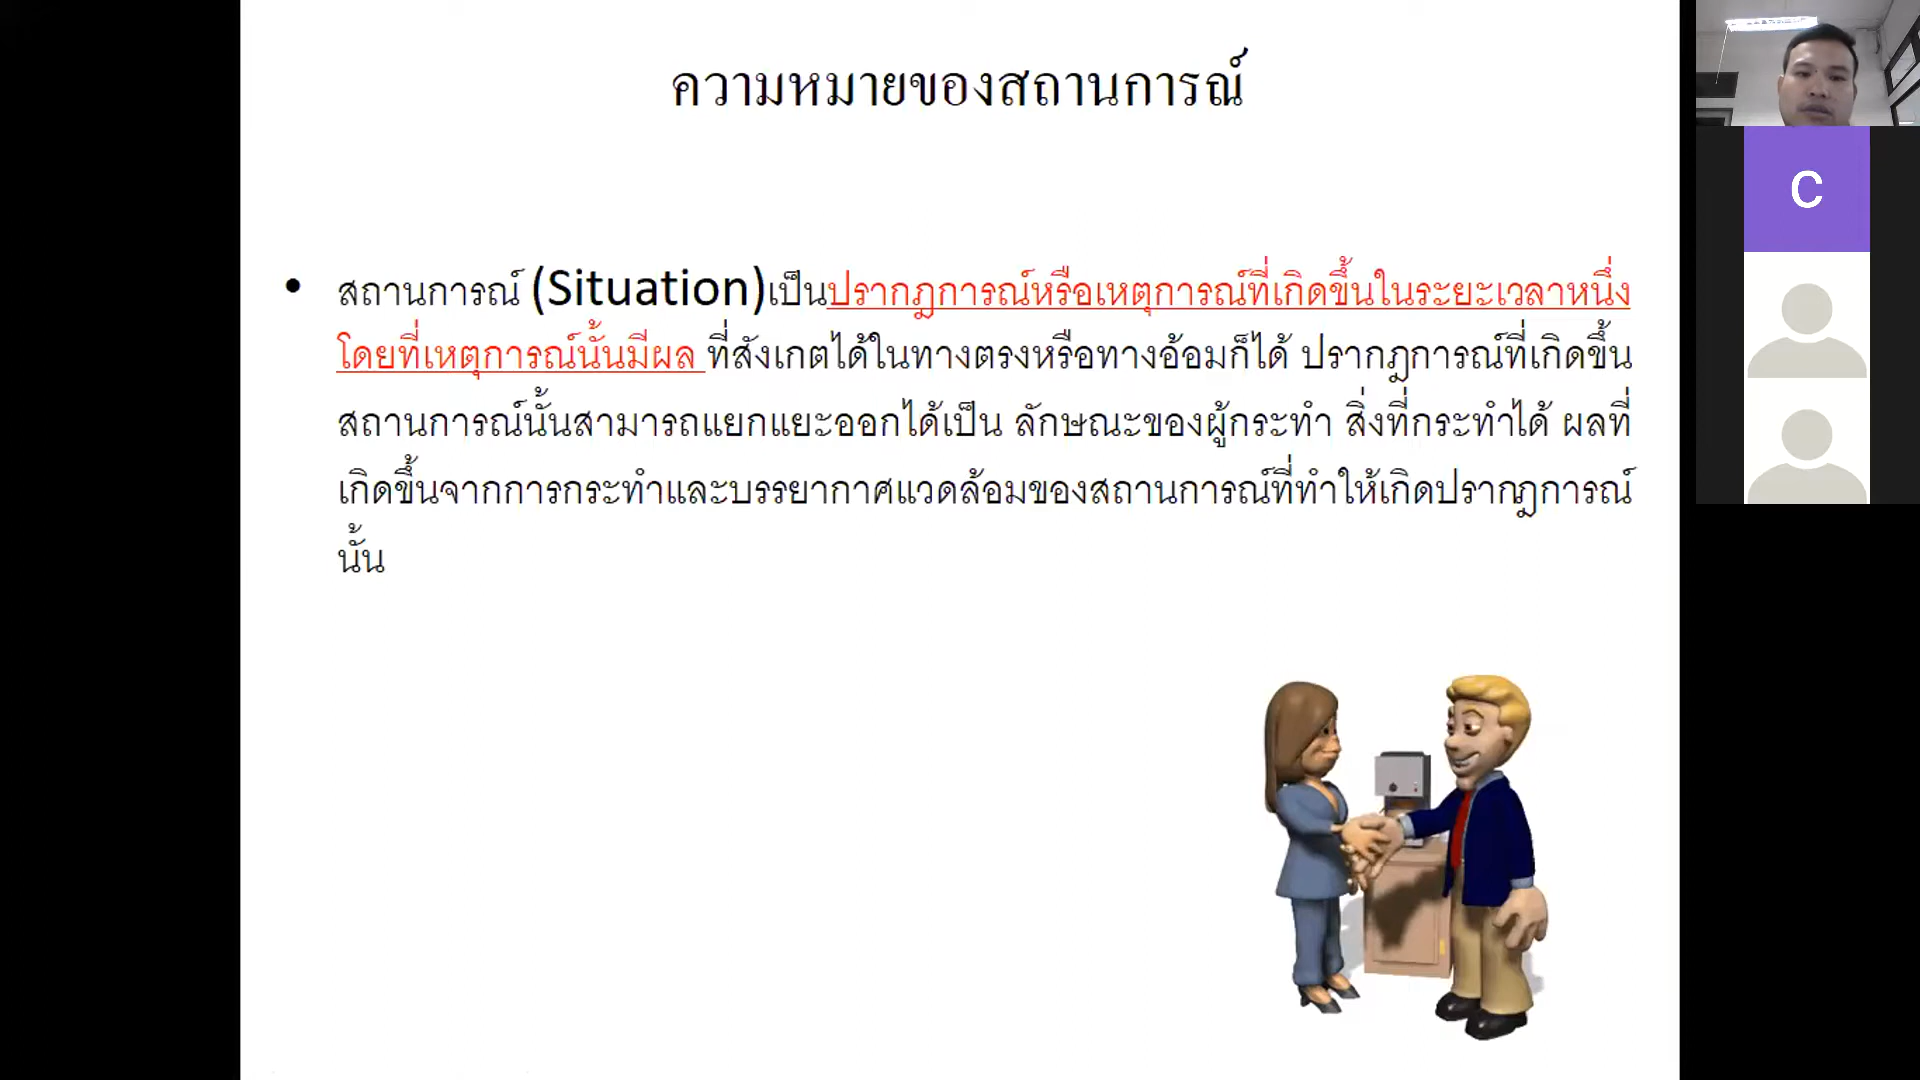 ความหมายของสถานการณ์
• สถานการณ์ (Situation)เป็นปรากฎการณ์หรือเหตุการณ์ที่เกิดขึ้นในระยะเวลาหนึ่ง
โดยที่เหตุการณ์นั้นมีผล ที่สังเกตได้ในทางตรงหรือทางอ้อมก็ได้ ปรากฎการณ์ที่เกิดขึ้น
สถานการณ์นั้นสามารถแยกแยะออกได้เป็น ลักษณะของผู้กระทำ สิ่งที่กระทำได้ ผลที่
เกิดขึ้นจากการกระทำและบรรยากาศแวดล้อมของสถานการณ์ที่ทำให้เกิดปรากฎการณ์
นั้น
C